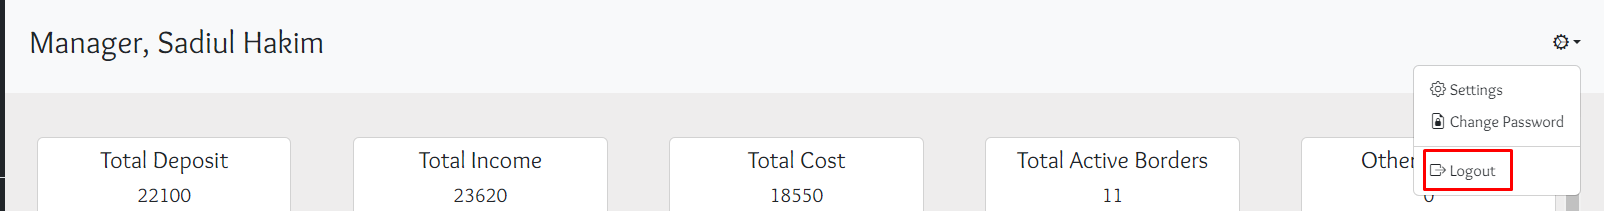 Manager, Sadiul Hakim
Settings
Change Password
Logout
Total Deposit
22100
Total Income
23620
Total Cost
18550
Total Active Borders
11
Other
0